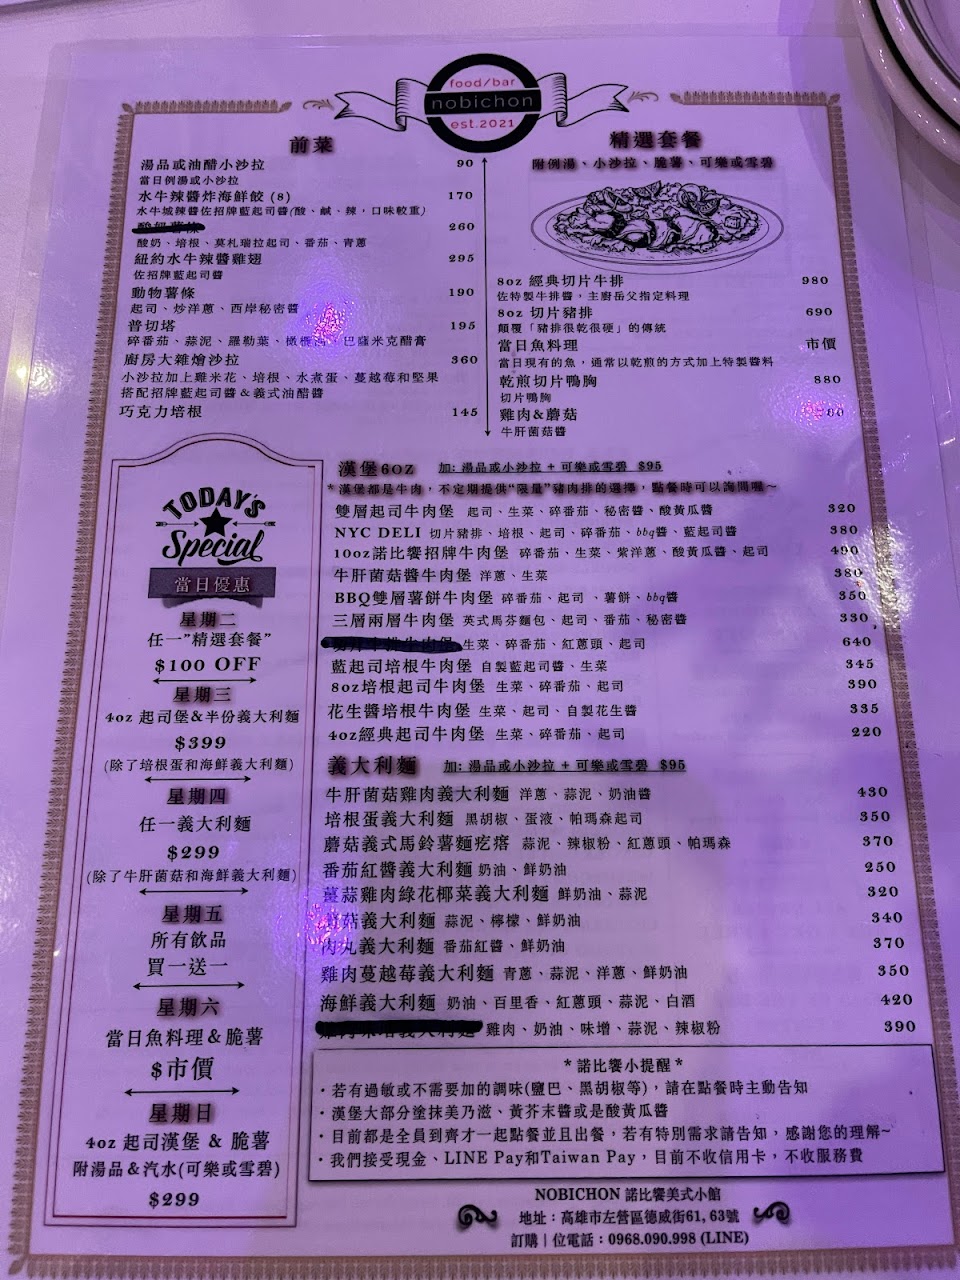 food/bar
nobichon
est.2021
前菜
湯品或油醋小沙拉 90
當日例湯或小沙拉
水牛辣醬炸海鮮餃 (8) 170
水牛城辣醬佐招牌藍起司醬(酸、鹹、辣，口味較重)
260
酸奶、培根、莫札瑞拉起司、番茄、青蔥
紐約水牛辣醬雞翅 295
佐招牌藍起司醬
動物薯條 190
起司、炒洋蔥、西岸秘密醬
普切塔 195
碎番茄、蒜泥、羅勒葉、橄欖油、巴薩米克醋膏
廚房大雜燴沙拉 360
小沙拉加上雞米花、培根、水煮蛋、蔓越莓和堅果
搭配招牌藍起司醬＆義式油醋醬
巧克力培根 145
精選套餐
附例湯、小沙拉、脆薯、可樂或雪碧
8oz 經典切片牛排 980
佐特製牛排醬，主廚岳父指定料理
8oz 切片豬排 690
顛覆「豬排很乾很硬」的傳統
當日魚料理 市價
當日現有的魚，通常以乾煎的方式加上特製醬料
乾煎切片鴨胸 880
切片鴨胸
雞肉&蘑菇
牛肝菌菇醬
TODAY'S
Special
當日優惠
星期二
任一"精選套餐"
$100 OFF
星期三
4oz 起司堡&半份義大利麵
$399
(除了培根蛋和海鮮義大利麵)
星期四
任一義大利麵
$299
(除了牛肝菌菇和海鮮義大利麵)
星期五
所有飲品
買一送一
星期六
當日魚料理＆脆薯
$市價
星期日
4oz 起司漢堡 & 脆薯
附湯品＆汽水(可樂或雪碧)
$299
漢堡6OZ 加: 湯品或小沙拉 + 可樂或雪碧 $95
*漢堡都是牛肉，不定期提供"限量"豬肉排的選擇，點餐時可以詢問喔～
雙層起司牛肉堡 起司、生菜、碎番茄、秘密醬、酸黃瓜醬 320
NYC DELI 切片豬排、培根、起司、碎番茄、bbq醬、藍起司醬 380
10oz諾比饗招牌牛肉堡 碎番茄、生菜、紫洋蔥、酸黃瓜醬、起司 490
牛肝菌菇醬牛肉堡 洋蔥、生菜 380
BBQ雙層薯餅牛肉堡 碎番茄、起司 、薯餅、bbq醬 350
三層兩層牛肉堡 英式馬芬麵包、起司、番茄、秘密醬 330
生菜、碎番茄、紅蔥頭、起司 640
藍起司培根牛肉堡 自製藍起司醬、生菜 345
8oz培根起司牛肉堡 生菜、碎番茄、起司 390
花生醬培根牛肉堡 生菜、起司、自製花生醬 335
4oz經典起司牛肉堡 生菜、碎番茄、起司 220
義大利麵 加: 湯品或小沙拉 + 可樂或雪碧 $95
牛肝菌菇雞肉義大利麵 洋蔥、蒜泥、奶油醬 430
培根蛋義大利麵 黑胡椒、蛋液、帕瑪森起司 350
蘑菇義式馬鈴薯麵疙瘩 蒜泥、辣椒粉、紅蔥頭、帕瑪森 370
番茄紅醬義大利麵 奶油、鮮奶油 250
薑蒜雞肉綠花椰菜義大利麵 鮮奶油、蒜泥 320
菇義大利麵 蒜泥、檸檬、鮮奶油 340
肉丸義大利麵 番茄紅醬、鮮奶油 370
雞肉蔓越莓義大利麵 青蔥、蒜泥、洋蔥、鮮奶油 350
海鮮義大利麵 奶油、百里香、紅蔥頭、蒜泥、白酒 420
雞肉、奶油、味增、蒜泥、辣椒粉 390
*諾比饗小提醒*
・若有過敏或不需要加的調味(鹽巴、黑胡椒等)，請在點餐時主動告知
・漢堡大部分塗抹美乃滋、黃芥末醬或是酸黃瓜醬
・目前都是全員到齊才一起點餐並且出餐，若有特別需求請告知，感謝您的理解~
・我們接受現金、LINE Pay和Taiwan Pay，目前不收信用卡，不收服務費
NOBICHON 諾比饗美式小館
地址：高雄市左營區德威街61, 63號
訂購｜位電話：0968.090.998 (LINE)